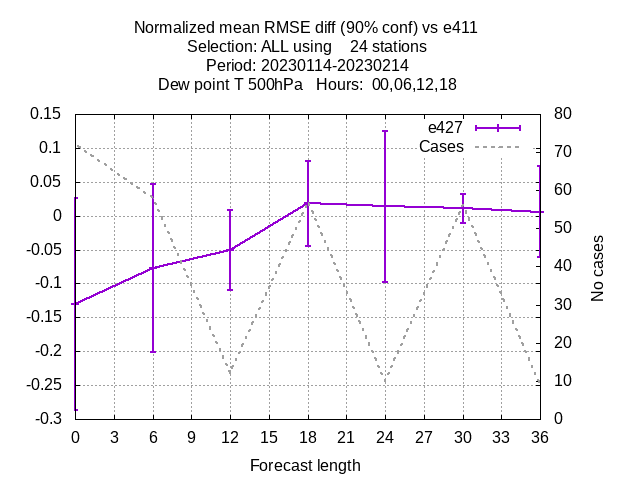 Normalized mean RMSE diff (90% conf) vs e411
Selection: ALL using    24 stations
Period: 20230114-20230214
Dew point T 500hPa   Hours:  00,06,12,18
e427
Cases
0.15
0.1
0.05
0
-0.05
-0.1
-0.15
-0.2
-0.25
-0.3
80
70
60
50
40
30
20
10
0
No cases
0 3 6 9 12 15 18 21 24 27 30 33 36
Forecast length